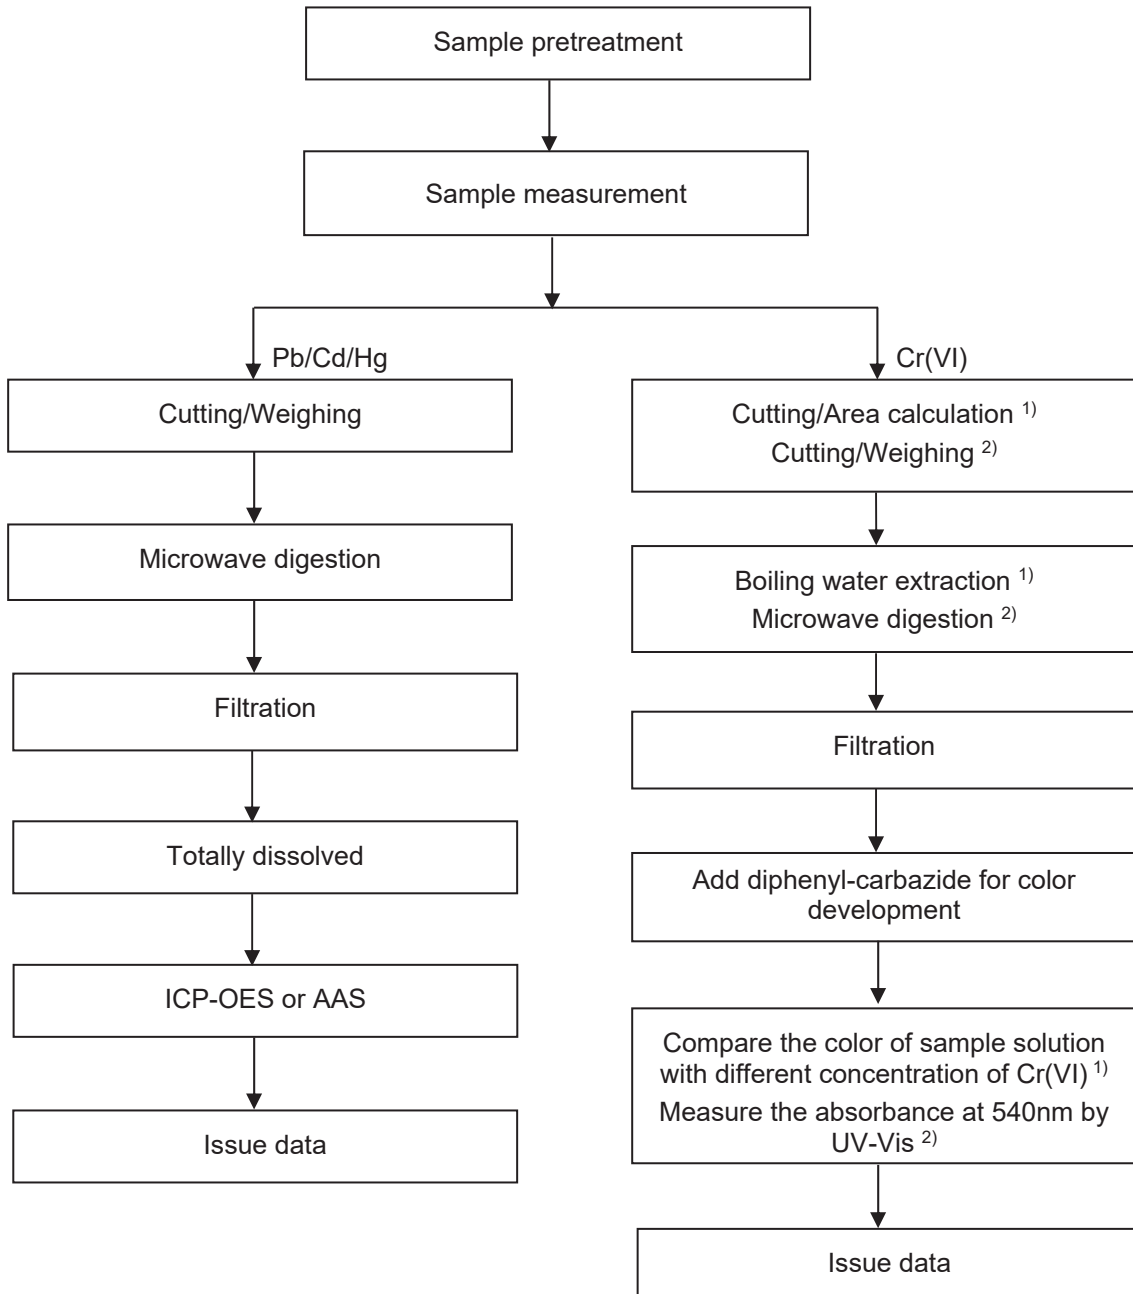 Sample pretreatment
Sample measurement
Pb/Cd/Hg
Cutting/Weighing
Microwave digestion
Filtration
Totally dissolved
ICP-OES or AAS
Issue data
Cr(VI)
Cutting/Area calculation 1)
Cutting/Weighing 2)
Boiling water extraction 1)
Microwave digestion 2)
Filtration
Add diphenyl-carbazide for color
development
Compare the color of sample solution
with different concentration of Cr(VI) 1)
Measure the absorbance at 540nm by
UV-Vis 2)
Issue data